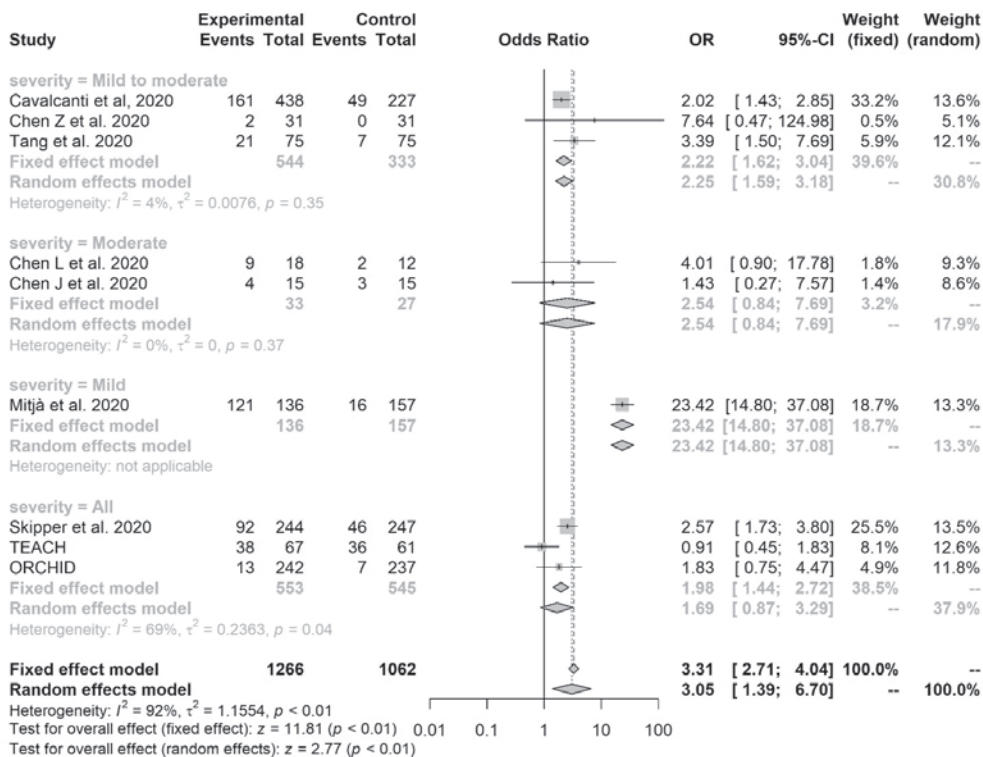 Experimental Control Weight Weight
Study Events Total Events Total Odds Ratio OR 95%-CI (fixed) (random)
severity = Mild to moderate
Cavalcanti et al, 2020 161 438 49 227 2.02 [ 1.43; 2.85] 33.2% 13.6%
Chen Z et al. 2020 2 31 0 31 7.64 [ 0.47; 124.98] 0.5% 5.1%
Tang et al. 2020 21 75 7 75 3.39 [ 1.50; 7.69] 5.9% 12.1%
Fixed effect model 544 333 2.22 [ 1.62; 3.04] 39.6% --
Random effects model 2.25 [ 1.59; 3.18] -- 30.8%
Heterogeneity: I² = 4%, τ² = 0.0076, p = 0.35
severity = Moderate
Chen L et al. 2020 9 18 2 12 4.01 [ 0.90; 17.78] 1.8% 9.3%
Chen J et al. 2020 4 15 3 15 1.43 [ 0.27; 7.57] 1.4% 8.6%
Fixed effect model 33 27 2.54 [ 0.84; 7.69] 3.2% --
Random effects model 2.54 [ 0.84; 7.69] -- 17.9%
Heterogeneity: I² = 0%, τ² = 0, p = 0.37
severity = Mild
Mitjà et al. 2020 121 136 16 157 23.42 [14.80; 37.08] 18.7% 13.3%
Fixed effect model 136 157 23.42 [14.80; 37.08] 18.7% --
Random effects model 23.42 [14.80; 37.08] -- 13.3%
Heterogeneity: not applicable
severity = All
Skipper et al. 2020 92 244 46 247 2.57 [ 1.73; 3.80] 25.5% 13.5%
TEACH 38 67 36 61 0.91 [ 0.45; 1.83] 8.1% 12.6%
ORCHID 13 242 7 237 1.83 [ 0.75; 4.47] 4.9% 11.8%
Fixed effect model 553 545 1.98 [ 1.44; 2.72] 38.5% --
Random effects model 1.69 [ 0.87; 3.29] -- 37.9%
Heterogeneity: I² = 69%, τ² = 0.2363, p = 0.04
Fixed effect model 1266 1062 3.31 [ 2.71; 4.04] 100.0% --
Random effects model 3.05 [ 1.39; 6.70] -- 100.0%
Heterogeneity: I² = 92%, τ² = 1.1554, p < 0.01
Test for overall effect (fixed effect): z = 11.81 (p < 0.01) 0.01 0.1 1 10 100
Test for overall effect (random effects): z = 2.77 (p < 0.01)